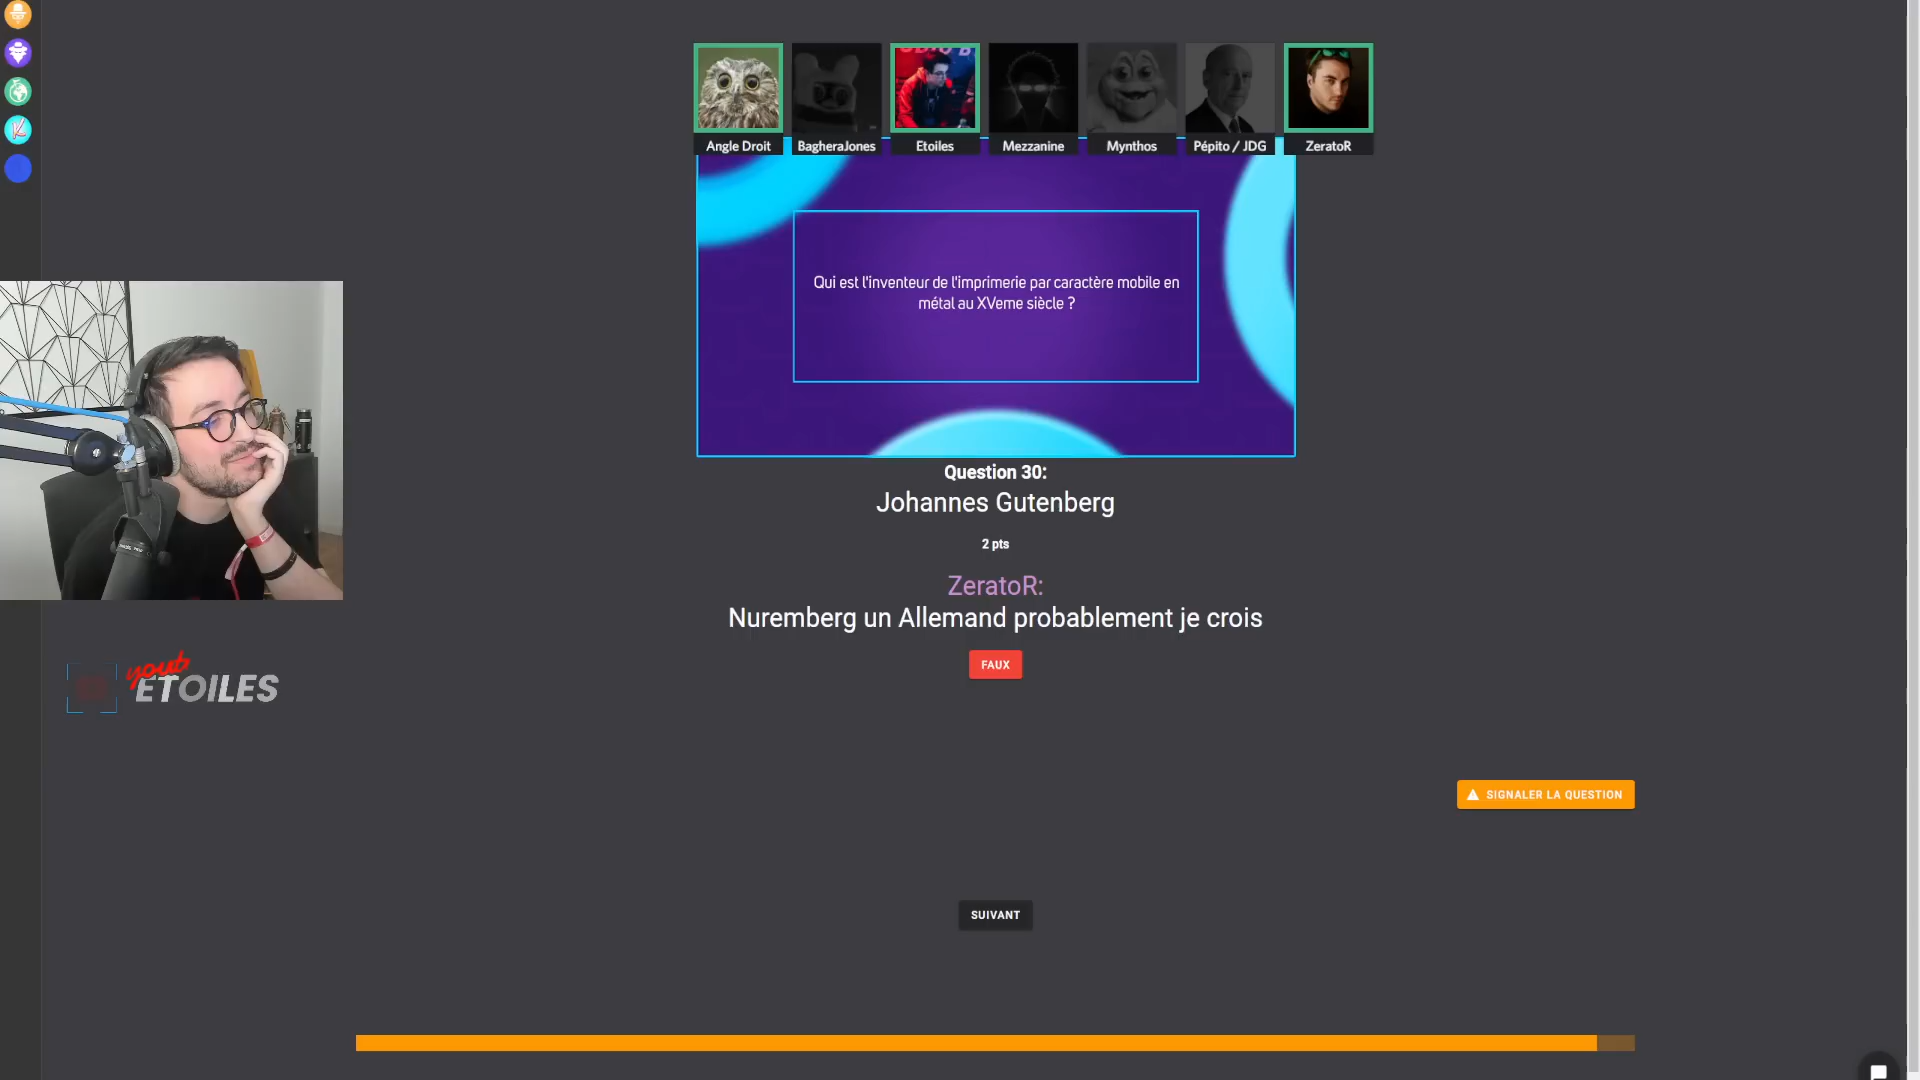 Angle Droit
BagheraJones
Etoiles
Mezzanine
Mynthos
Pépito / JDG
ZeratoR
Qui est l'inventeur de l'imprimerie par caractère mobile en
métal au XVeme siècle ?
Question 30:
Johannes Gutenberg
2 pts
ZeratoR:
Nuremberg un Allemand probablement je crois
FAUX
youb
ETOILES
SIGNALER LA QUESTION
SUIVANT